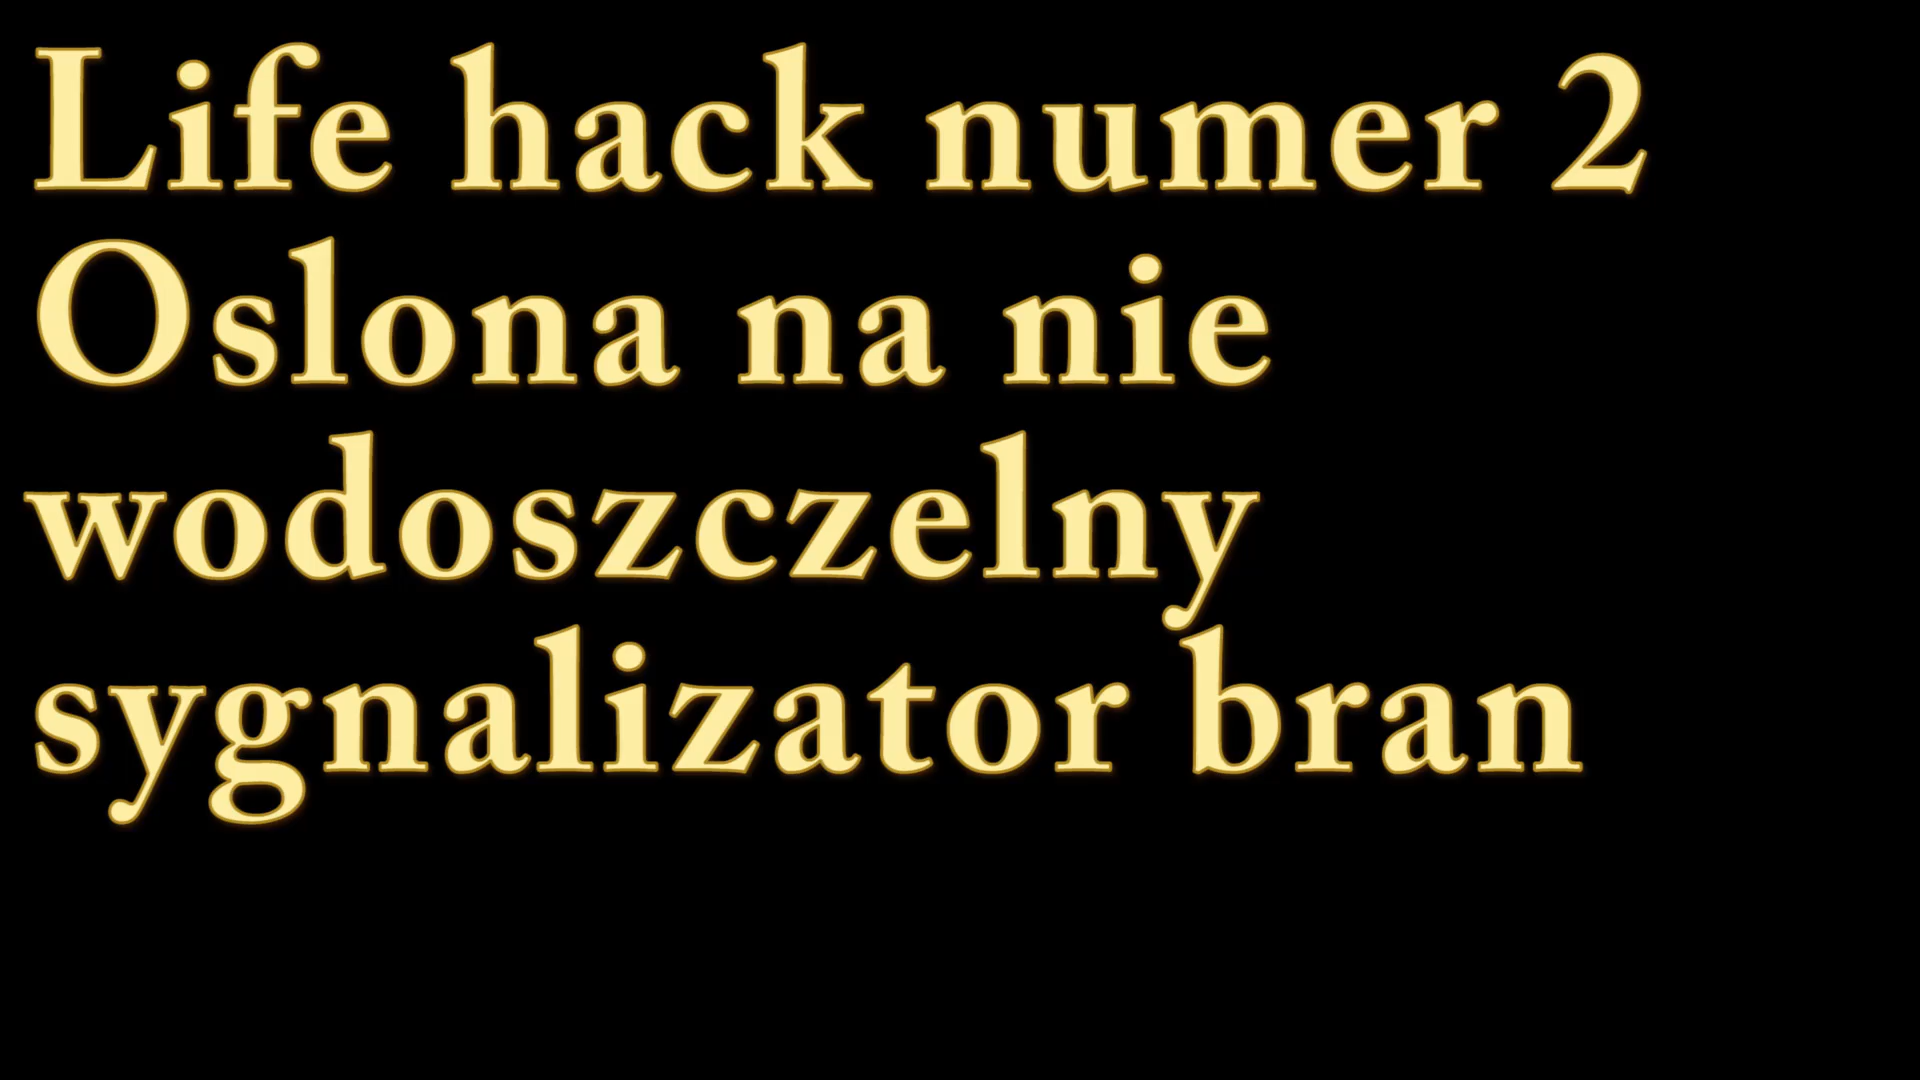 Life hack numer 2
Oslona na nie
wodoszczelny
sygnalizator bran